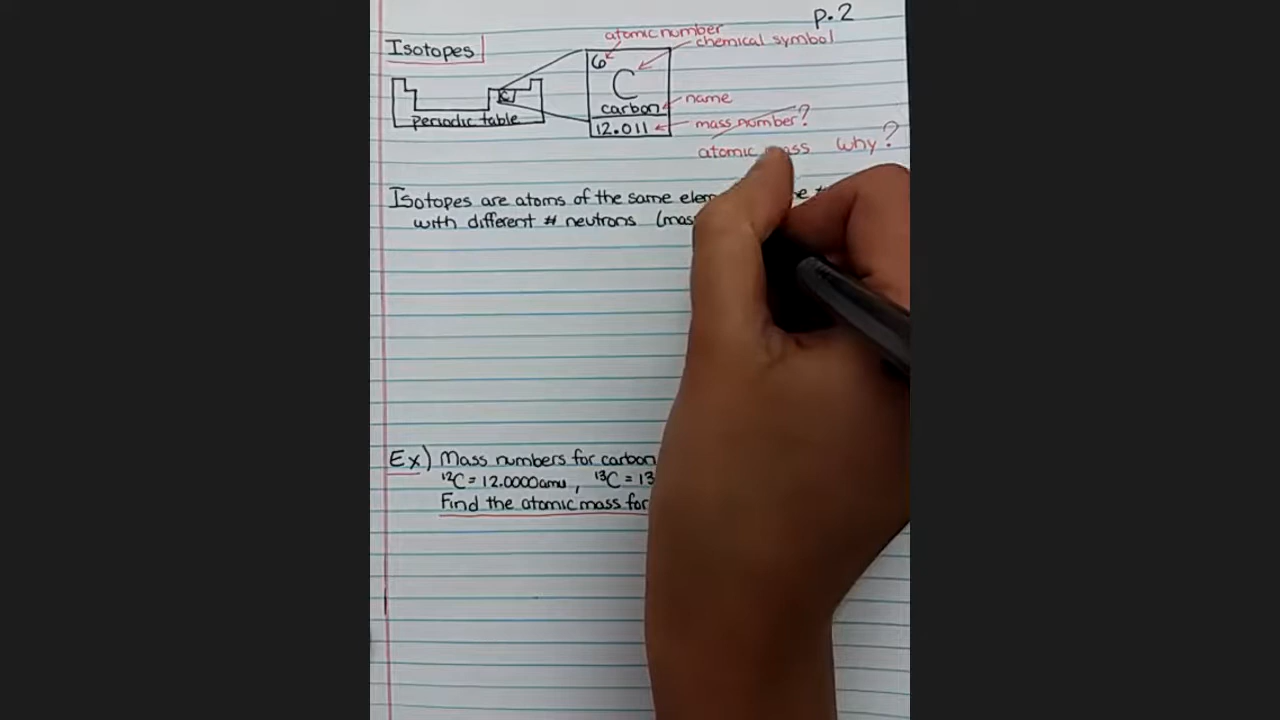 p.2
Isotopes
atomic number
chemical symbol
6
C
carbon
name
12.011
mass number?
atomic mass why?
C
periodic table
Isotopes are atoms of the same
with different # neutrons
Ex) Mass numbers for carbon
¹²C = 12.0000amu, ¹³C = 13
Find the atomic mass for